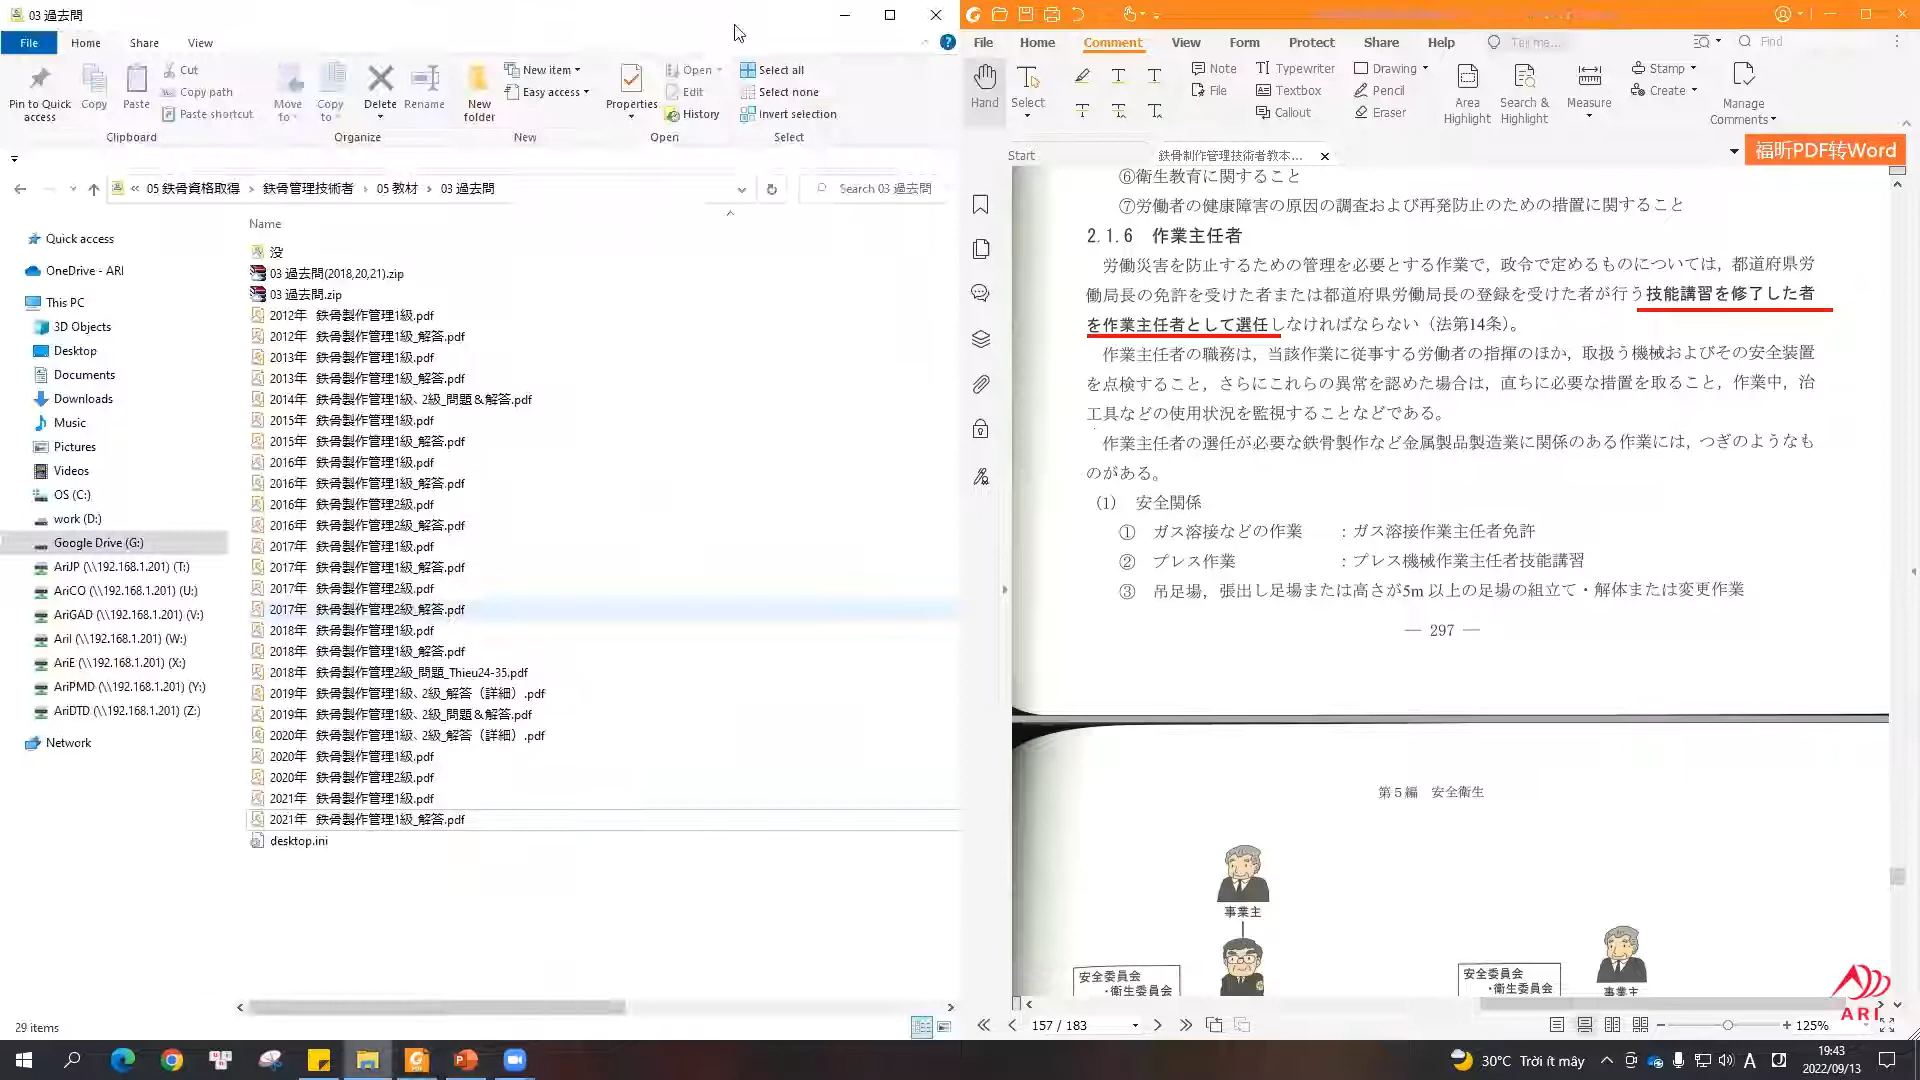 03 過去問
File
Home
Share
View
Pin to Quick access
Copy
Paste
Cut
Copy path
Paste shortcut
Clipboard
Move to
Copy to
Delete
Rename
Organize
New folder
New item
Easy access
New
Properties
Open
Edit
History
Open
Select all
Select none
Invert selection
Select
05 鉄骨資格取得
鉄骨管理技術者
05 教材
03 過去問
Search 03 過去問
Quick access
OneDrive - ARI
This PC
3D Objects
Desktop
Documents
Downloads
Music
Pictures
Videos
OS (C:)
work (D:)
Google Drive (G:)
AriJP (\\192.168.1.201) (T:)
AriCO (\\192.168.1.201) (U:)
AriGAD (\\192.168.1.201) (V:)
AriI (\\192.168.1.201) (W:)
AriE (\\192.168.1.201) (X:)
AriPMD (\\192.168.1.201) (Y:)
AriDTD (\\192.168.1.201) (Z:)
Network
Name
没
03 過去問(2018,20,21).zip
03 過去問.zip
2012年 鉄骨製作管理1級.pdf
2012年 鉄骨製作管理1級_解答.pdf
2013年 鉄骨製作管理1級.pdf
2013年 鉄骨製作管理1級_解答.pdf
2014年 鉄骨製作管理1級、2級_問題&解答.pdf
2015年 鉄骨製作管理1級.pdf
2015年 鉄骨製作管理1級_解答.pdf
2016年 鉄骨製作管理1級.pdf
2016年 鉄骨製作管理1級_解答.pdf
2016年 鉄骨製作管理2級.pdf
2016年 鉄骨製作管理2級_解答.pdf
2017年 鉄骨製作管理1級.pdf
2017年 鉄骨製作管理1級_解答.pdf
2017年 鉄骨製作管理2級.pdf
2017年 鉄骨製作管理2級_解答.pdf
2018年 鉄骨製作管理1級.pdf
2018年 鉄骨製作管理1級_解答.pdf
2018年 鉄骨製作管理2級_問題_Thieu24-35.pdf
2019年 鉄骨製作管理1級、2級_解答（詳細）.pdf
2019年 鉄骨製作管理1級、2級_問題&解答.pdf
2020年 鉄骨製作管理1級、2級_解答（詳細）.pdf
2020年 鉄骨製作管理1級.pdf
2020年 鉄骨製作管理2級.pdf
2021年 鉄骨製作管理1級.pdf
2021年 鉄骨製作管理1級_解答.pdf
desktop.ini
29 items
File
Home
Comment
View
Form
Protect
Share
Help
Tell me...
Find
Hand
Select
Note
File
Typewriter
Textbox
Callout
Drawing
Pencil
Eraser
Area Highlight
Search & Highlight
Measure
Stamp
Create
Manage Comments
Start
鉄骨制作管理技術者教本...
福昕PDF转Word
⑥衛生教育に関すること
⑦労働者の健康障害の原因の調査および再発防止のための措置に関すること
2.1.6 作業主任者
労働災害を防止するための管理を必要とする作業で，政令で定めるものについては，都道府県労
働局長の免許を受けた者または都道府県労働局長の登録を受けた者が行う技能講習を修了した者
を作業主任者として選任しなければならない（法第14条）。
作業主任者の職務は，当該作業に従事する労働者の指揮のほか，取扱う機械およびその安全装置
を点検すること，さらにこれらの異常を認めた場合は，直ちに必要な措置を取ること，作業中，治
工具などの使用状況を監視することなどである。
作業主任者の選任が必要な鉄骨製作など金属製品製造業に関係のある作業には，つぎのようなも
のがある。
（1） 安全関係
① ガス溶接などの作業 ：ガス溶接作業主任者免許
② プレス作業 ：プレス機械作業主任者技能講習
③ 吊足場，張出し足場または高さが5m 以上の足場の組立て・解体または変更作業
— 297 —
第５編 安全衛生
事業主
安全委員会
・衛生委員会
安全委員会
・衛生委員会
事業主
ARI
157 / 183
125%
30°C Trời ít mây
A
19:43
2022/09/13